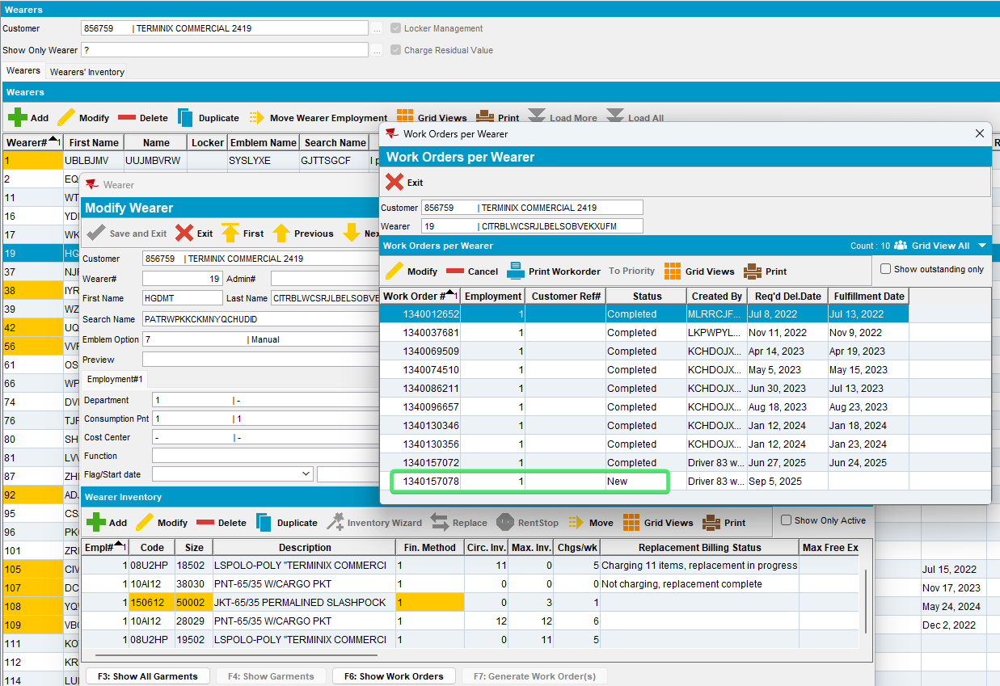 Wearers
Customer 856759 | TERMINIX COMMERCIAL 2419 ... Locker Management
Show Only Wearer ? ... Charge Residual Value
Wearers Wearers' Inventory
Wearers
Add Modify Delete Duplicate Move Wearer Employment Grid Views Print Load More Load All
Wearer# 1 First Name Name Locker Emblem Name Search Name
1 UBLBJMV UUJMBVRW SYSLYXE GJTTSGCF
2 EQ
11 WT
16 YD
17 WK
19 HG
37
38 IYR
39 WZ
42 UQ
56
61 OS
66 WP
74
76
80 SH
81
87 ZH
92
95 CS
96
101 ZR
105 Jul 15, 2022
107 DC Nov 17, 2023
108 May 24, 2024
109 Dec 2, 2022
111 KO
112 KR
114
Wearer
Modify Wearer
Save and Exit Exit First Previous
Customer 856759 | TERMINIX COMMERCIAL 2419
Wearer# 19 Admin#
First Name HGDMT Last Name CITRBLWCSRJLBELSOBVE
Search Name PATRWPKKCKMNYQCHUDID
Emblem Option 7 | Manual
Preview
Employment#1
Department 1 | -
Consumption Pnt 1 | 1
Cost Center - | -
Function
Flag/Start date
Wearer Inventory
Add Modify Delete Duplicate Inventory Wizard Replace RentStop Move Grid Views Print Show Only Active
Empl# 1 Code Size Description Fin. Method Circ. Inv. Max. Inv. Chgs/wk Replacement Billing Status Max Free Ex
1 08U2HP 18502 LSPOLO-POLY "TERMINIX COMMERCI 1 11 0 5 Charging 11 items, replacement in progress
1 10AI12 38030 PNT-65/35 W/CARGO PKT 1 0 0 0 Not charging, replacement complete
1 150612 50002 JKT-65/35 PERMALINED SLASHPOCK 1 0 3 1
1 10AI12 28029 PNT-65/35 W/CARGO PKT 1 12 12 6
1 08U2HP 19502 LSPOLO-POLY "TERMINIX COMMERCI 1 0 11 5
F3: Show All Garments F4: Show Garments F6: Show Work Orders F7: Generate Work Order(s)
Work Orders per Wearer
Work Orders per Wearer
Exit
Customer 856759 | TERMINIX COMMERCIAL 2419
Wearer 19 | CITRBLWCSRJLBELSOBVEKXUFM
Work Orders per Wearer Count : 10 Grid View All
Modify Cancel Print Workorder To Priority Grid Views Print Show outstanding only
Work Order # 1 Employment Customer Ref# Status Created By Req'd Del.Date Fulfillment Date
1340012652 1 Completed MLRRCJF... Jul 8, 2022 Jul 13, 2022
1340037681 1 Completed LKPWPYL... Nov 11, 2022 Nov 9, 2022
1340069509 1 Completed KCHDOJX... Apr 14, 2023 Apr 19, 2023
1340074510 1 Completed KCHDOJX... May 5, 2023 May 15, 2023
1340086211 1 Completed KCHDOJX... Jun 30, 2023 Jul 13, 2023
1340096657 1 Completed KCHDOJX... Aug 18, 2023 Aug 23, 2023
1340130346 1 Completed KCHDOJX... Jan 12, 2024 Jan 18, 2024
1340130356 1 Completed KCHDOJX... Jan 12, 2024 Jan 23, 2024
1340157072 1 Completed Driver 83 w... Jun 27, 2025 Jun 24, 2025
1340157078 1 New Driver 83 w... Sep 5, 2025